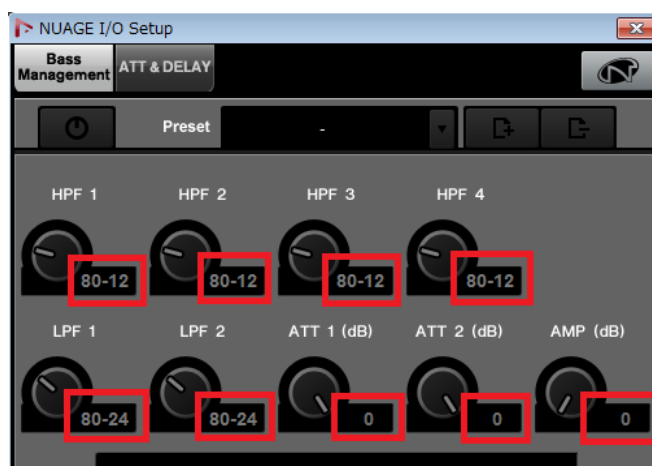 NUAGE I/O Setup
Bass Management
ATT & DELAY
Preset -
HPF 1 HPF 2 HPF 3 HPF 4
80-12 80-12 80-12 80-12
LPF 1 LPF 2 ATT 1 (dB) ATT 2 (dB) AMP (dB)
80-24 80-24 0 0 0